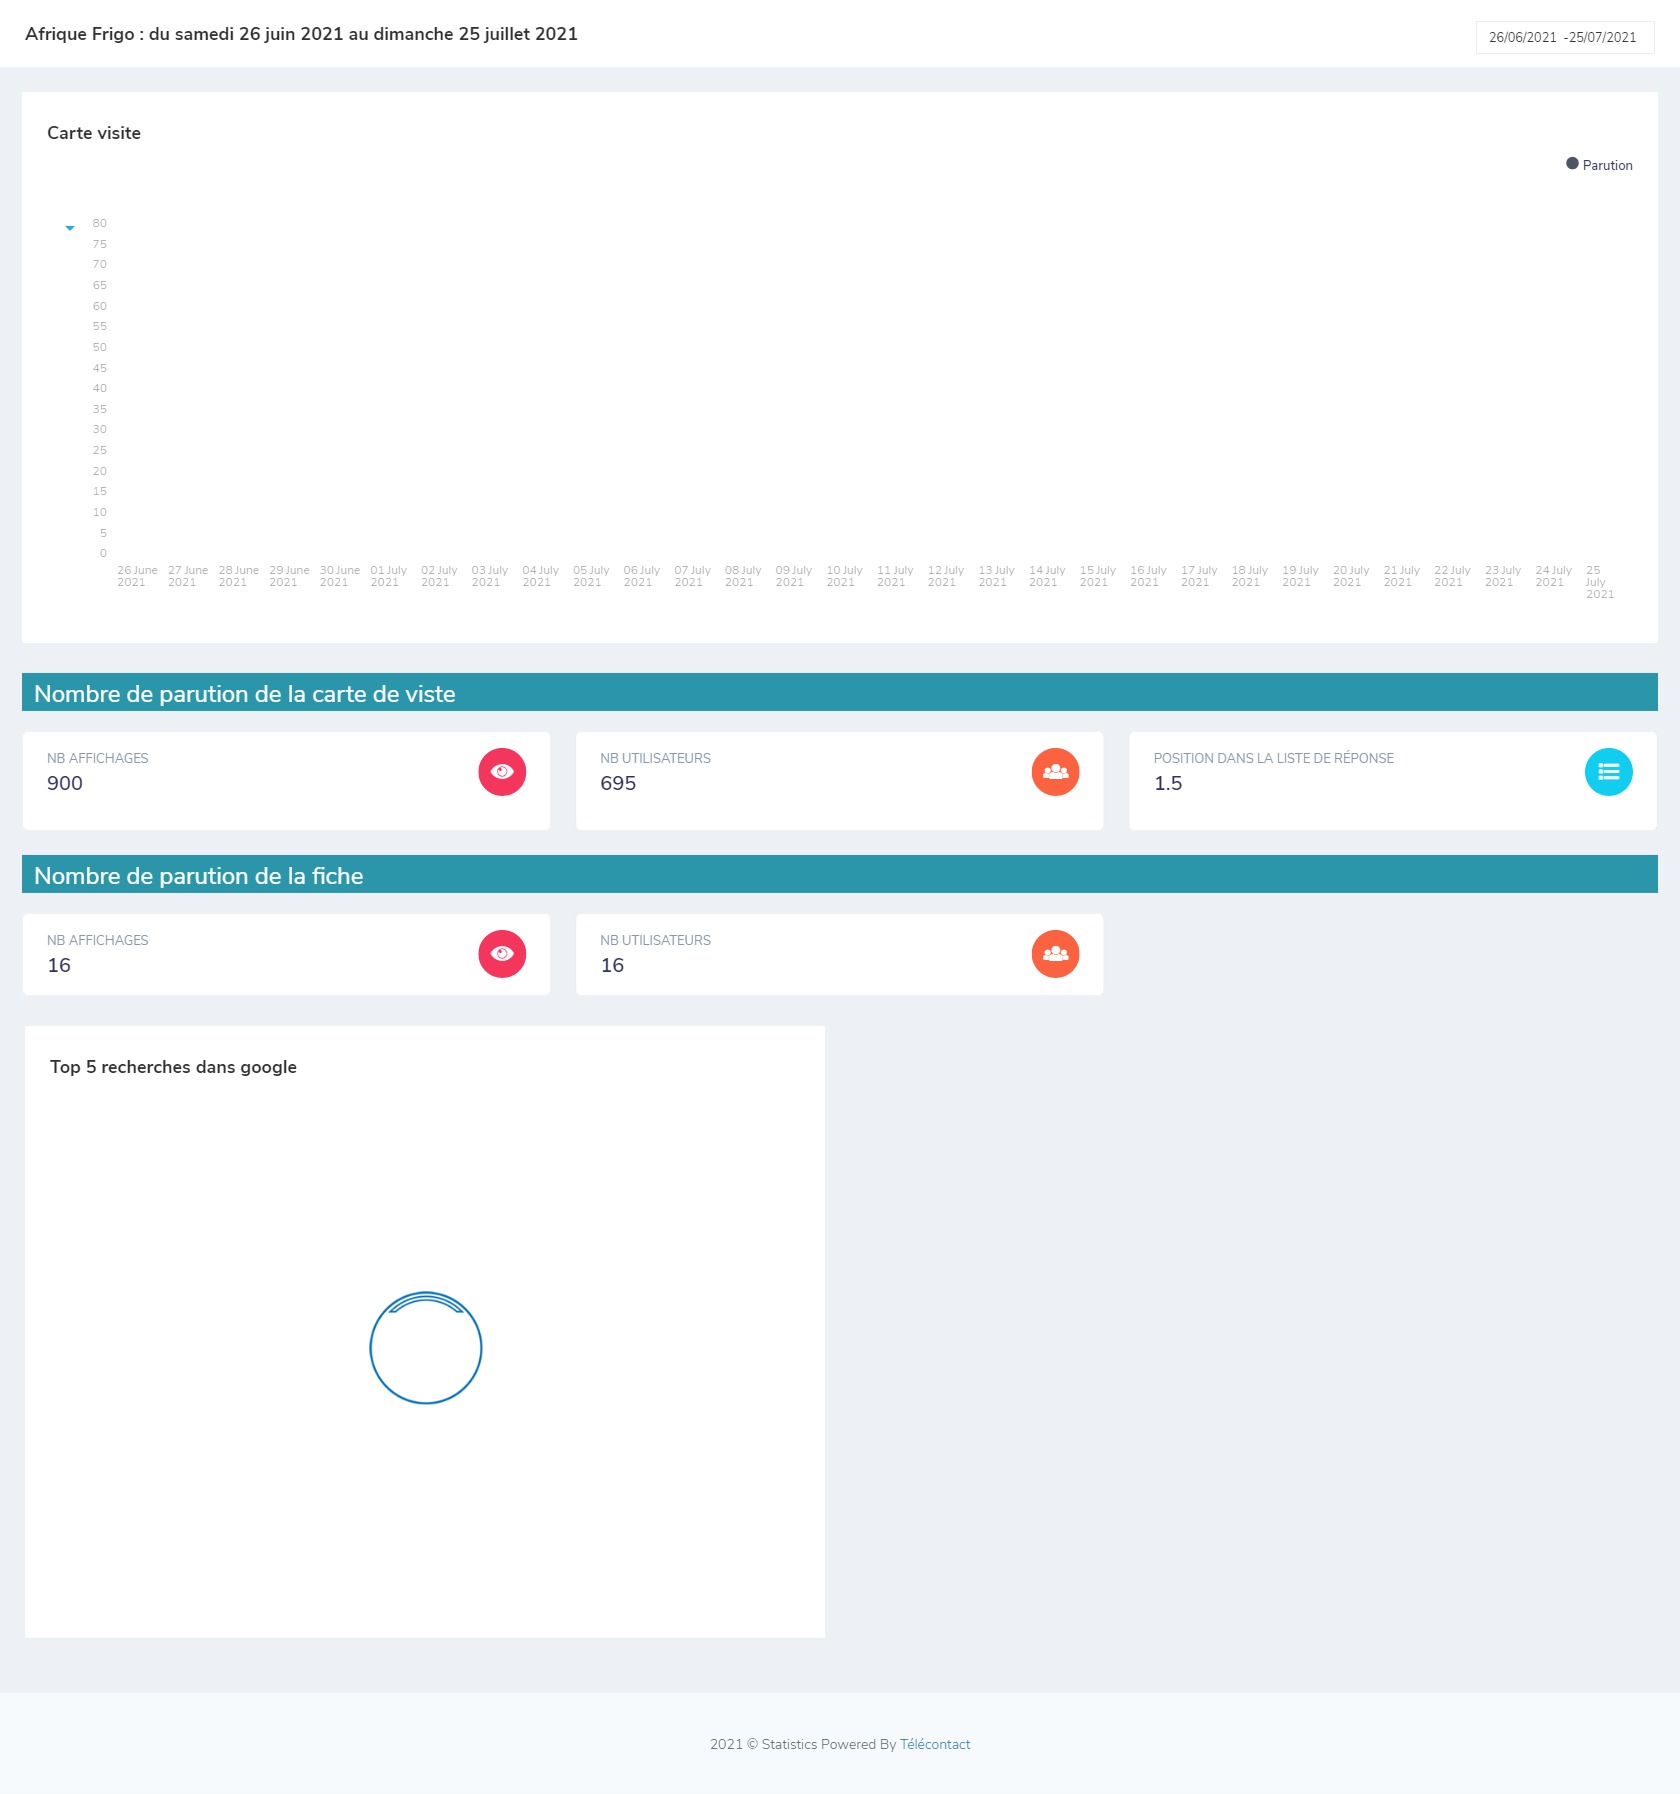 Afrique Frigo : du samedi 26 juin 2021 au dimanche 25 juillet 2021
26/06/2021 -25/07/2021
Carte visite
Parution
80
75
70
65
60
55
50
45
40
35
30
25
20
15
10
5
0
26 June 2021
27 June 2021
28 June 2021
29 June 2021
30 June 2021
01 July 2021
02 July 2021
03 July 2021
04 July 2021
05 July 2021
06 July 2021
07 July 2021
08 July 2021
09 July 2021
10 July 2021
11 July 2021
12 July 2021
13 July 2021
14 July 2021
15 July 2021
16 July 2021
17 July 2021
18 July 2021
19 July 2021
20 July 2021
21 July 2021
22 July 2021
23 July 2021
24 July 2021
25 July 2021
Nombre de parution de la carte de viste
NB AFFICHAGES
900
NB UTILISATEURS
695
POSITION DANS LA LISTE DE RÉPONSE
1.5
Nombre de parution de la fiche
NB AFFICHAGES
16
NB UTILISATEURS
16
Top 5 recherches dans google
2021 © Statistics Powered By Télécontact